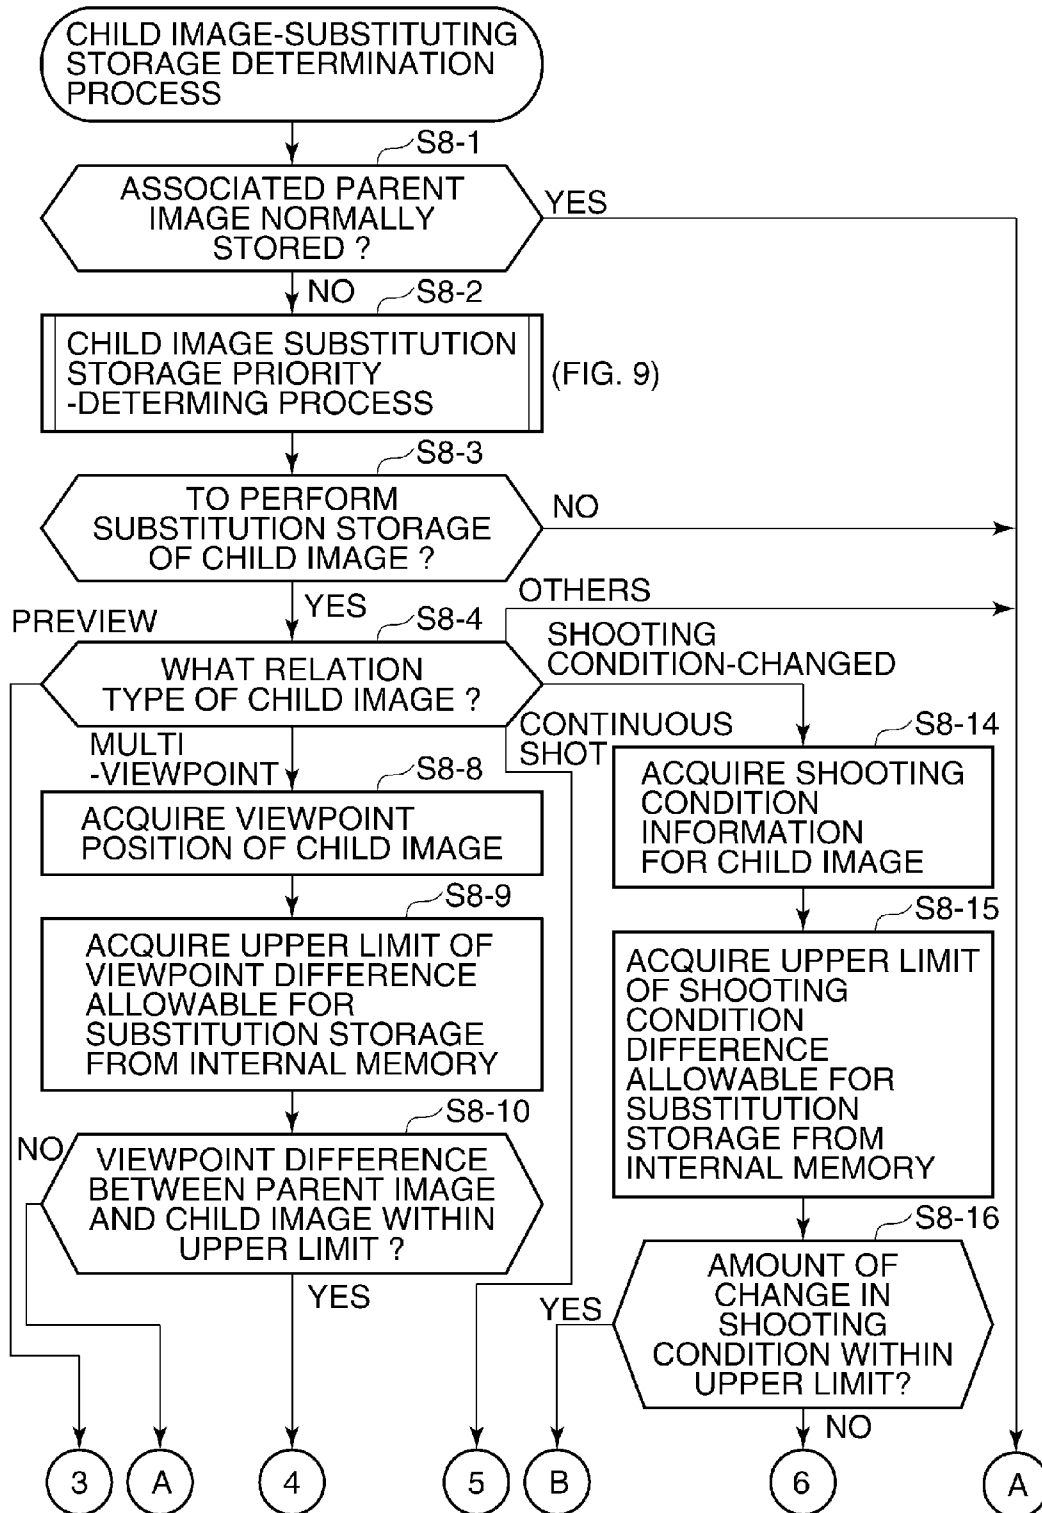 CHILD IMAGE-SUBSTITUTING
STORAGE DETERMINATION
PROCESS
S8-1
ASSOCIATED PARENT
IMAGE NORMALLY
STORED ?
YES
NO
S8-2
CHILD IMAGE SUBSTITUTION
STORAGE PRIORITY
-DETERMING PROCESS
(FIG. 9)
S8-3
TO PERFORM
SUBSTITUTION STORAGE
OF CHILD IMAGE ?
NO
YES
OTHERS
PREVIEW
S8-4
WHAT RELATION
TYPE OF CHILD IMAGE ?
SHOOTING
CONDITION-CHANGED
CONTINUOUS
SHOT
MULTI
-VIEWPOINT
S8-8
ACQUIRE VIEWPOINT
POSITION OF CHILD IMAGE
S8-9
ACQUIRE UPPER LIMIT OF
VIEWPOINT DIFFERENCE
ALLOWABLE FOR
SUBSTITUTION STORAGE
FROM INTERNAL MEMORY
S8-10
NO
VIEWPOINT DIFFERENCE
BETWEEN PARENT IMAGE
AND CHILD IMAGE WITHIN
UPPER LIMIT ?
YES
S8-14
ACQUIRE SHOOTING
CONDITION
INFORMATION
FOR CHILD IMAGE
S8-15
ACQUIRE UPPER LIMIT
OF SHOOTING
CONDITION
DIFFERENCE
ALLOWABLE FOR
SUBSTITUTION
STORAGE FROM
INTERNAL MEMORY
S8-16
AMOUNT OF
CHANGE IN
SHOOTING
CONDITION WITHIN
UPPER LIMIT?
YES
NO
3
A
4
5
B
6
A